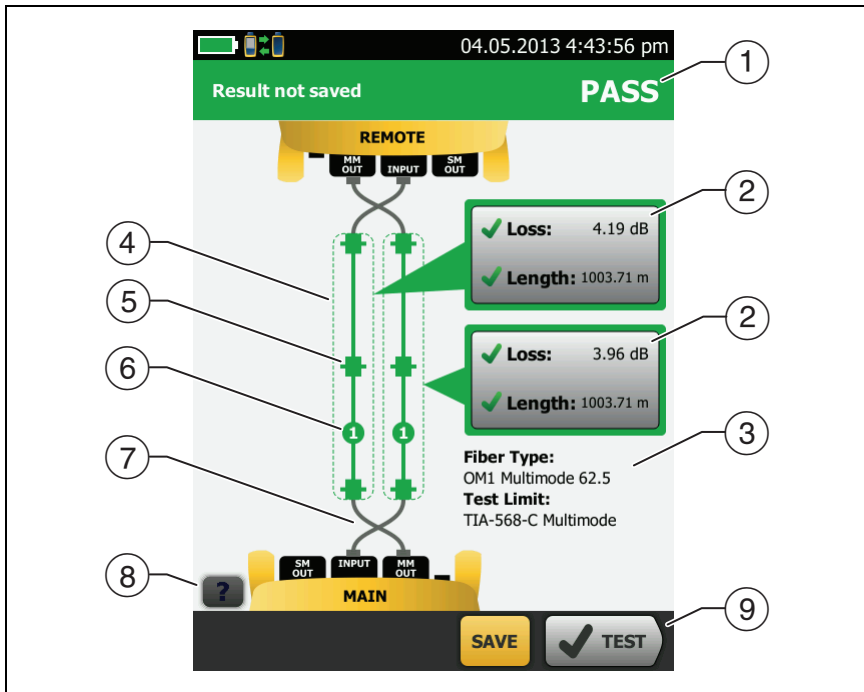 04.05.2013 4:43:56 pm
1
Result not saved PASS
REMOTE
MM OUT INPUT SM OUT
2
Loss: 4.19 dB
Length: 1003.71 m
4
5
2
Loss: 3.96 dB
Length: 1003.71 m
6
1 1
3
Fiber Type:
OM1 Multimode 62.5
Test Limit:
TIA-568-C Multimode
7
SM OUT INPUT MM OUT
8
?
MAIN
9
SAVE TEST